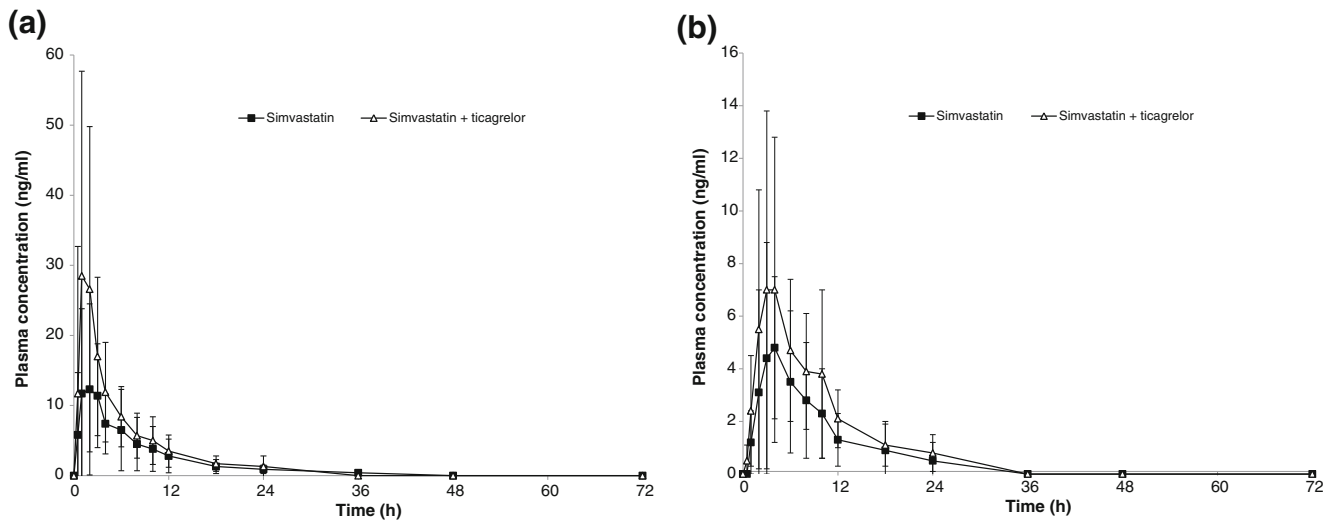 (a)
60
50
40
30
20
10
0
Plasma concentration (ng/ml)
Simvastatin
Simvastatin + ticagrelor
0 12 24 36 48 60 72
Time (h)
(b)
16
14
12
10
8
6
4
2
0
Plasma concentration (ng/ml)
Simvastatin
Simvastatin + ticagrelor
0 12 24 36 48 60 72
Time (h)